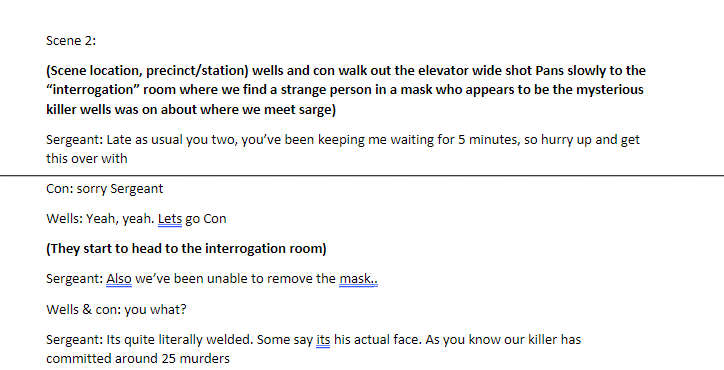 Scene 2:
(Scene location, precinct/station) wells and con walk out the elevator wide shot Pans slowly to the
“interrogation” room where we find a strange person in a mask who appears to be the mysterious
killer wells was on about where we meet sarge)
Sergeant: Late as usual you two, you’ve been keeping me waiting for 5 minutes, so hurry up and get
this over with
Con: sorry Sergeant
Wells: Yeah, yeah. Lets go Con
(They start to head to the interrogation room)
Sergeant: Also we’ve been unable to remove the mask..
Wells & con: you what?
Sergeant: Its quite literally welded. Some say its his actual face. As you know our killer has
committed around 25 murders